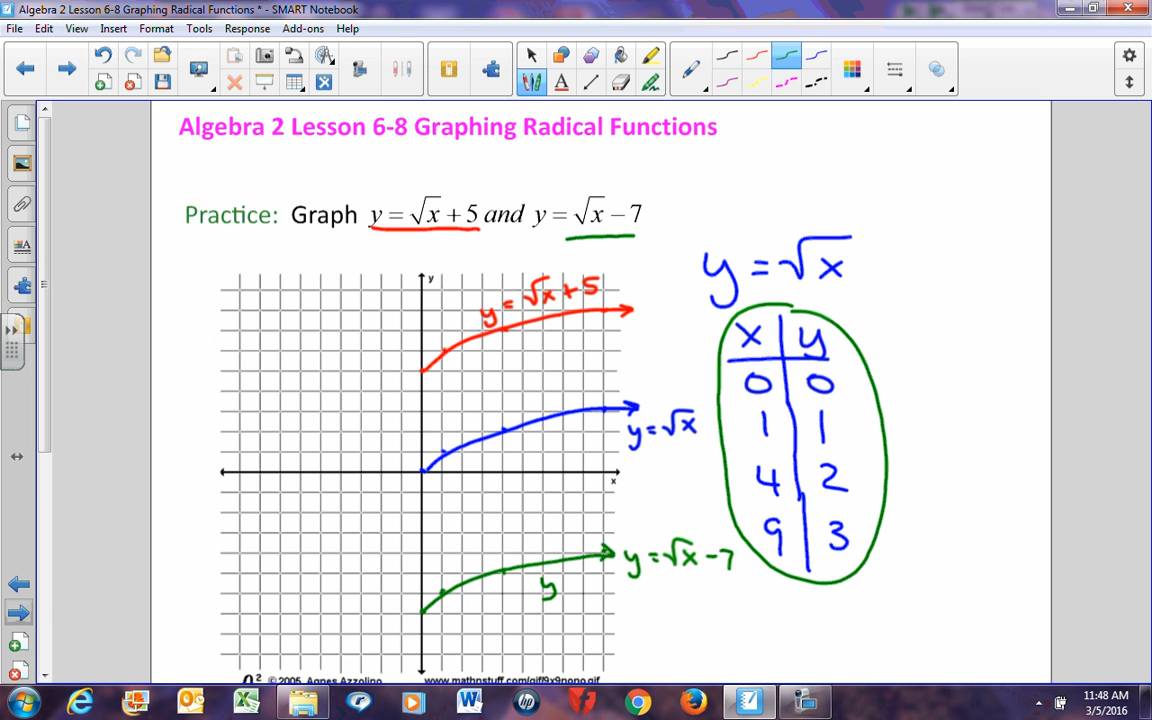 Algebra 2 Lesson 6-8 Graphing Radical Functions * - SMART Notebook
File Edit View Insert Format Tools Response Add-ons Help
Algebra 2 Lesson 6-8 Graphing Radical Functions
Practice: Graph y = √x + 5 and y = √x − 7
y = √x
x y
0 0
1 1
4 2
9 3
y
y = √x + 5
y = √x
x
y = √x − 7
y
© 2005, Agnes Azzolino www.mathnstuff.com/gif/9x9nono.gif
11:48 AM
3/5/2016